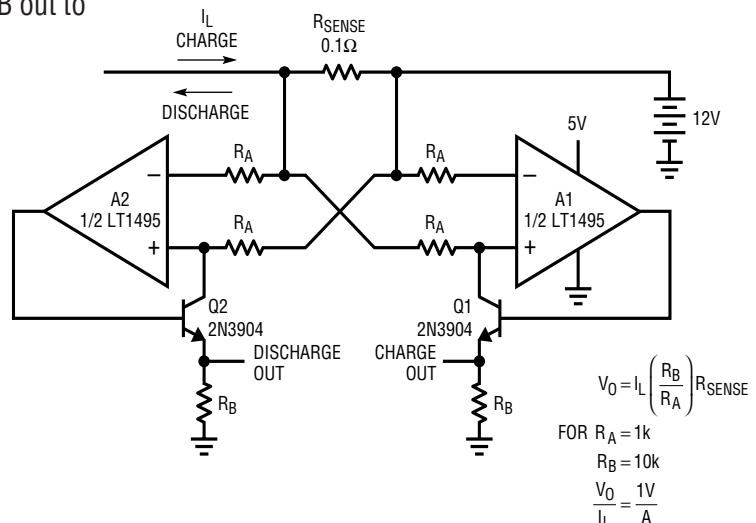 B out to
I_L
CHARGE
DISCHARGE
R_SENSE
0.1Ω
12V
5V
R_A
R_A
R_A
R_A
−
+
A2
1/2 LT1495
−
+
A1
1/2 LT1495
Q2
2N3904
Q1
2N3904
DISCHARGE
OUT
CHARGE
OUT
R_B
R_B
V_O = I_L (R_B / R_A) R_SENSE
FOR R_A = 1k
R_B = 10k
V_O / I_L = 1V / A